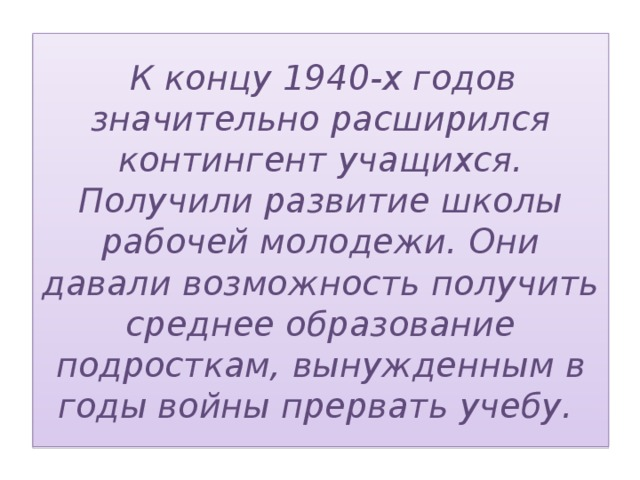 К концу 1940-х годов
значительно расширился
контингент учащихся.
Получили развитие школы
рабочей молодежи. Они
давали возможность получить
среднее образование
подросткам, вынужденным в
годы войны прервать учебу.